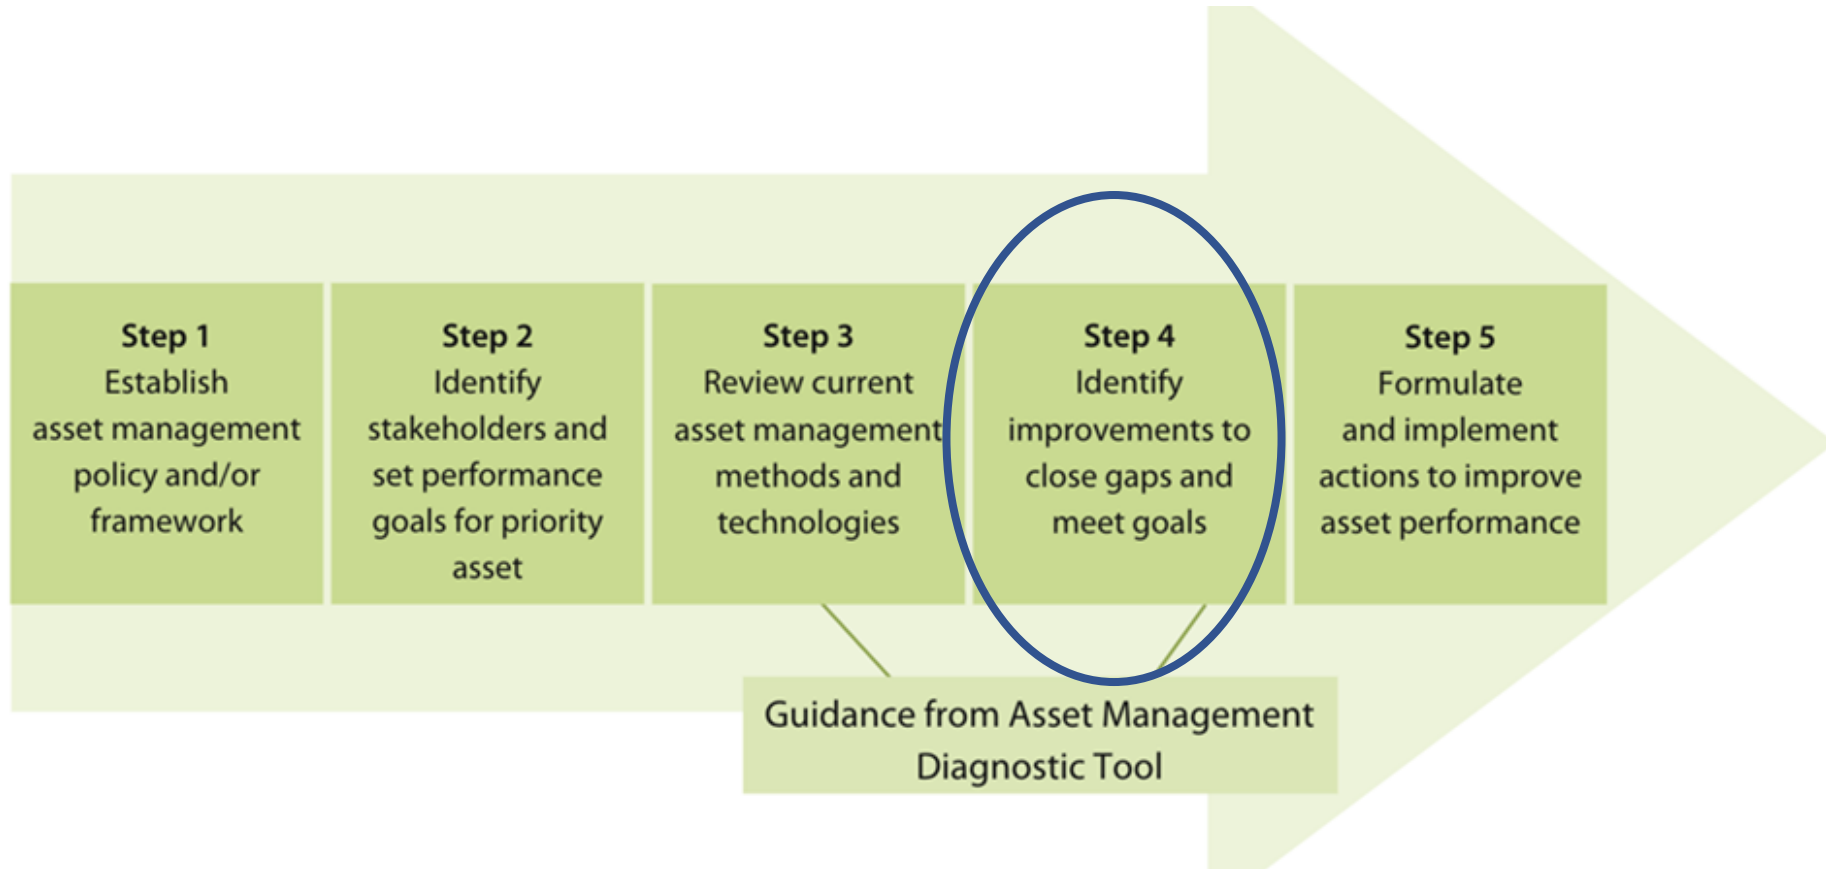 Step 1
Establish
asset management
policy and/or
framework
Step 2
Identify
stakeholders and
set performance
goals for priority
asset
Step 3
Review current
asset management
methods and
technologies
Step 4
Identify
improvements to
close gaps and
meet goals
Step 5
Formulate
and implement
actions to improve
asset performance
Guidance from Asset Management
Diagnostic Tool